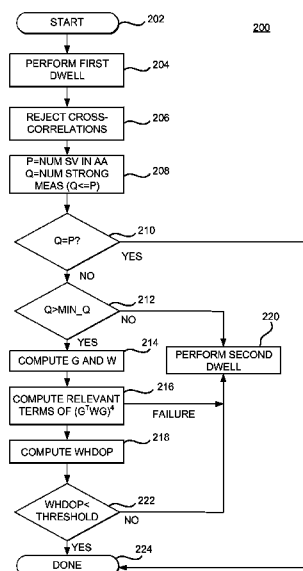 START
202
200
PERFORM FIRST
DWELL
204
REJECT CROSS-
CORRELATIONS
206
P=NUM SV IN AA
Q=NUM STRONG
MEAS (Q<=P)
208
Q=P?
210
YES
NO
Q>MIN_Q
212
NO
YES
220
PERFORM SECOND
DWELL
COMPUTE G AND W
214
COMPUTE RELEVANT
TERMS OF (GᵀWG)⁴
216
FAILURE
218
COMPUTE WHDOP
WHDOP<
THRESHOLD
222
NO
YES
DONE
224